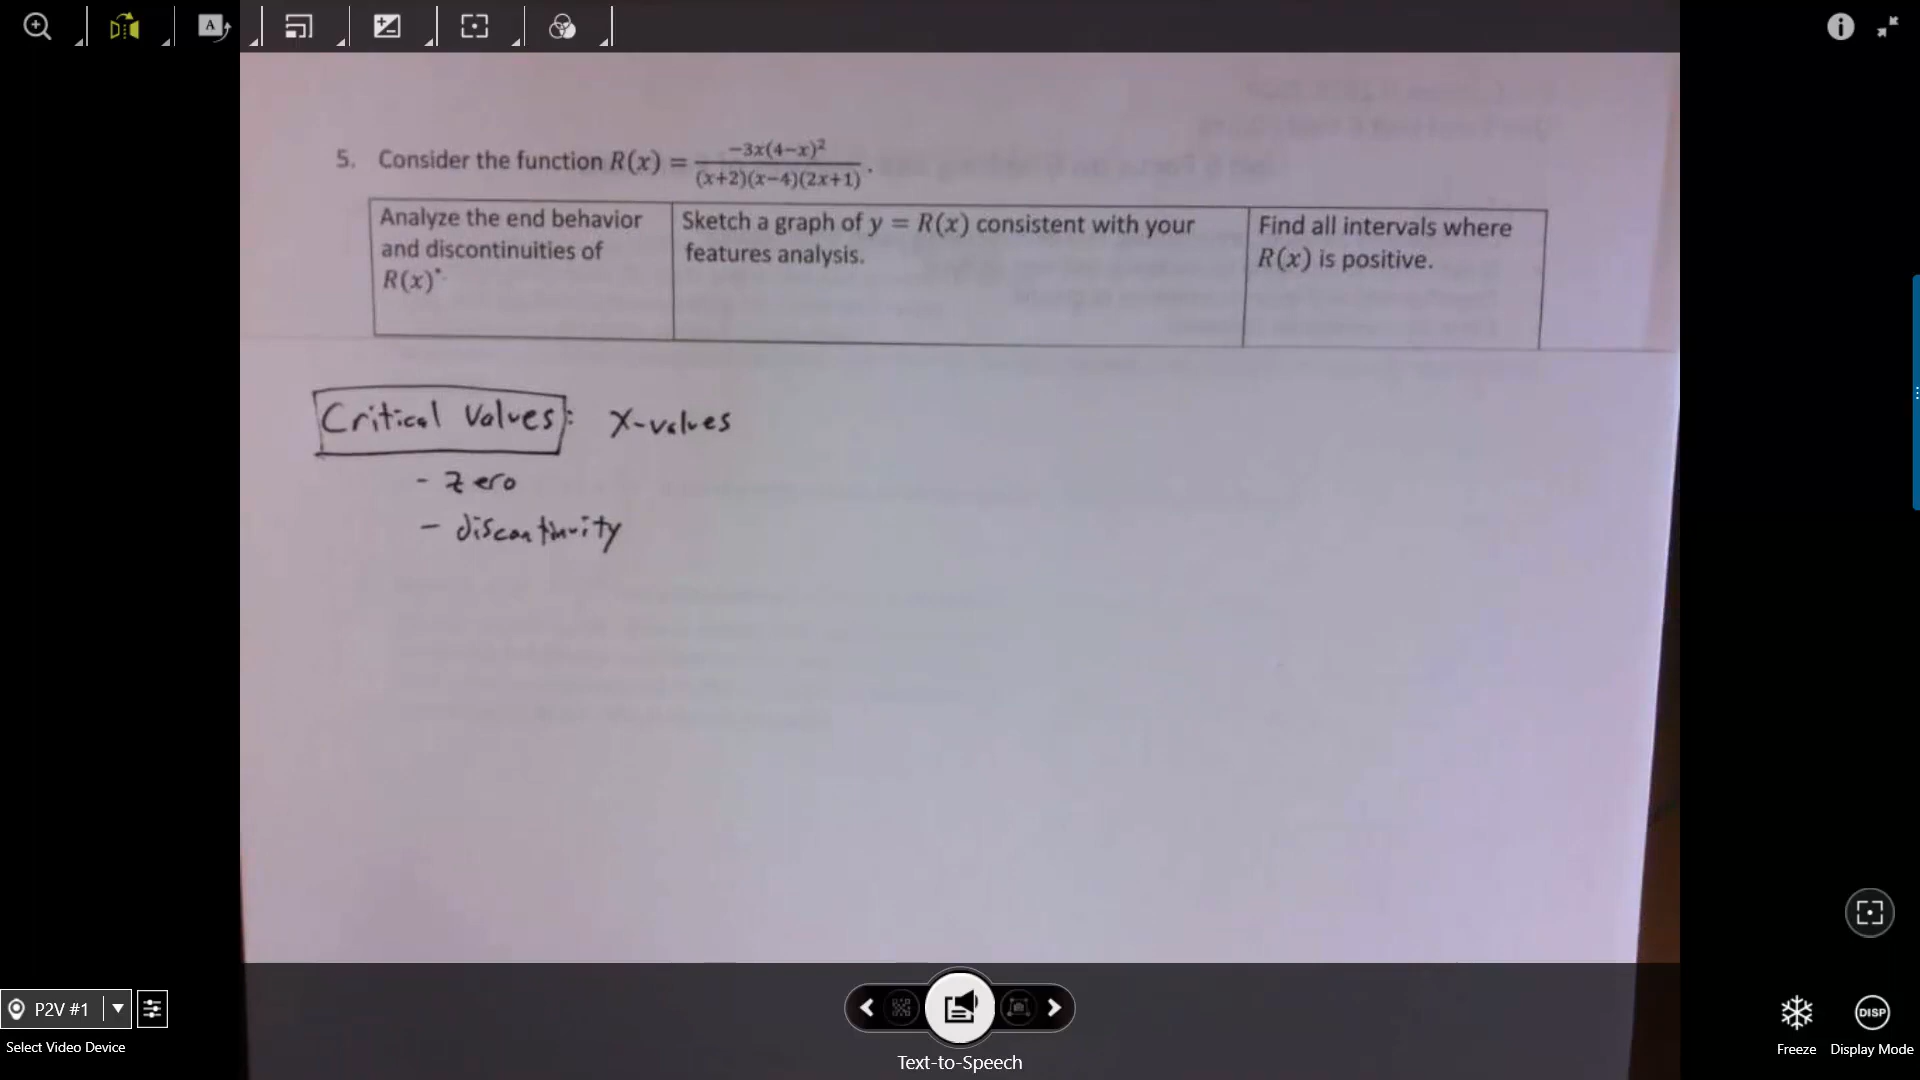 5. Consider the function R(x) = −3x(4−x)² / (x+2)(x−4)(2x+1) .
Analyze the end behavior
and discontinuities of
R(x)
Sketch a graph of y = R(x) consistent with your
features analysis.
Find all intervals where
R(x) is positive.
Critical Values: X-values
- zero
- discontinuity
P2V #1
Select Video Device
Text-to-Speech
Freeze
DISP
Display Mode